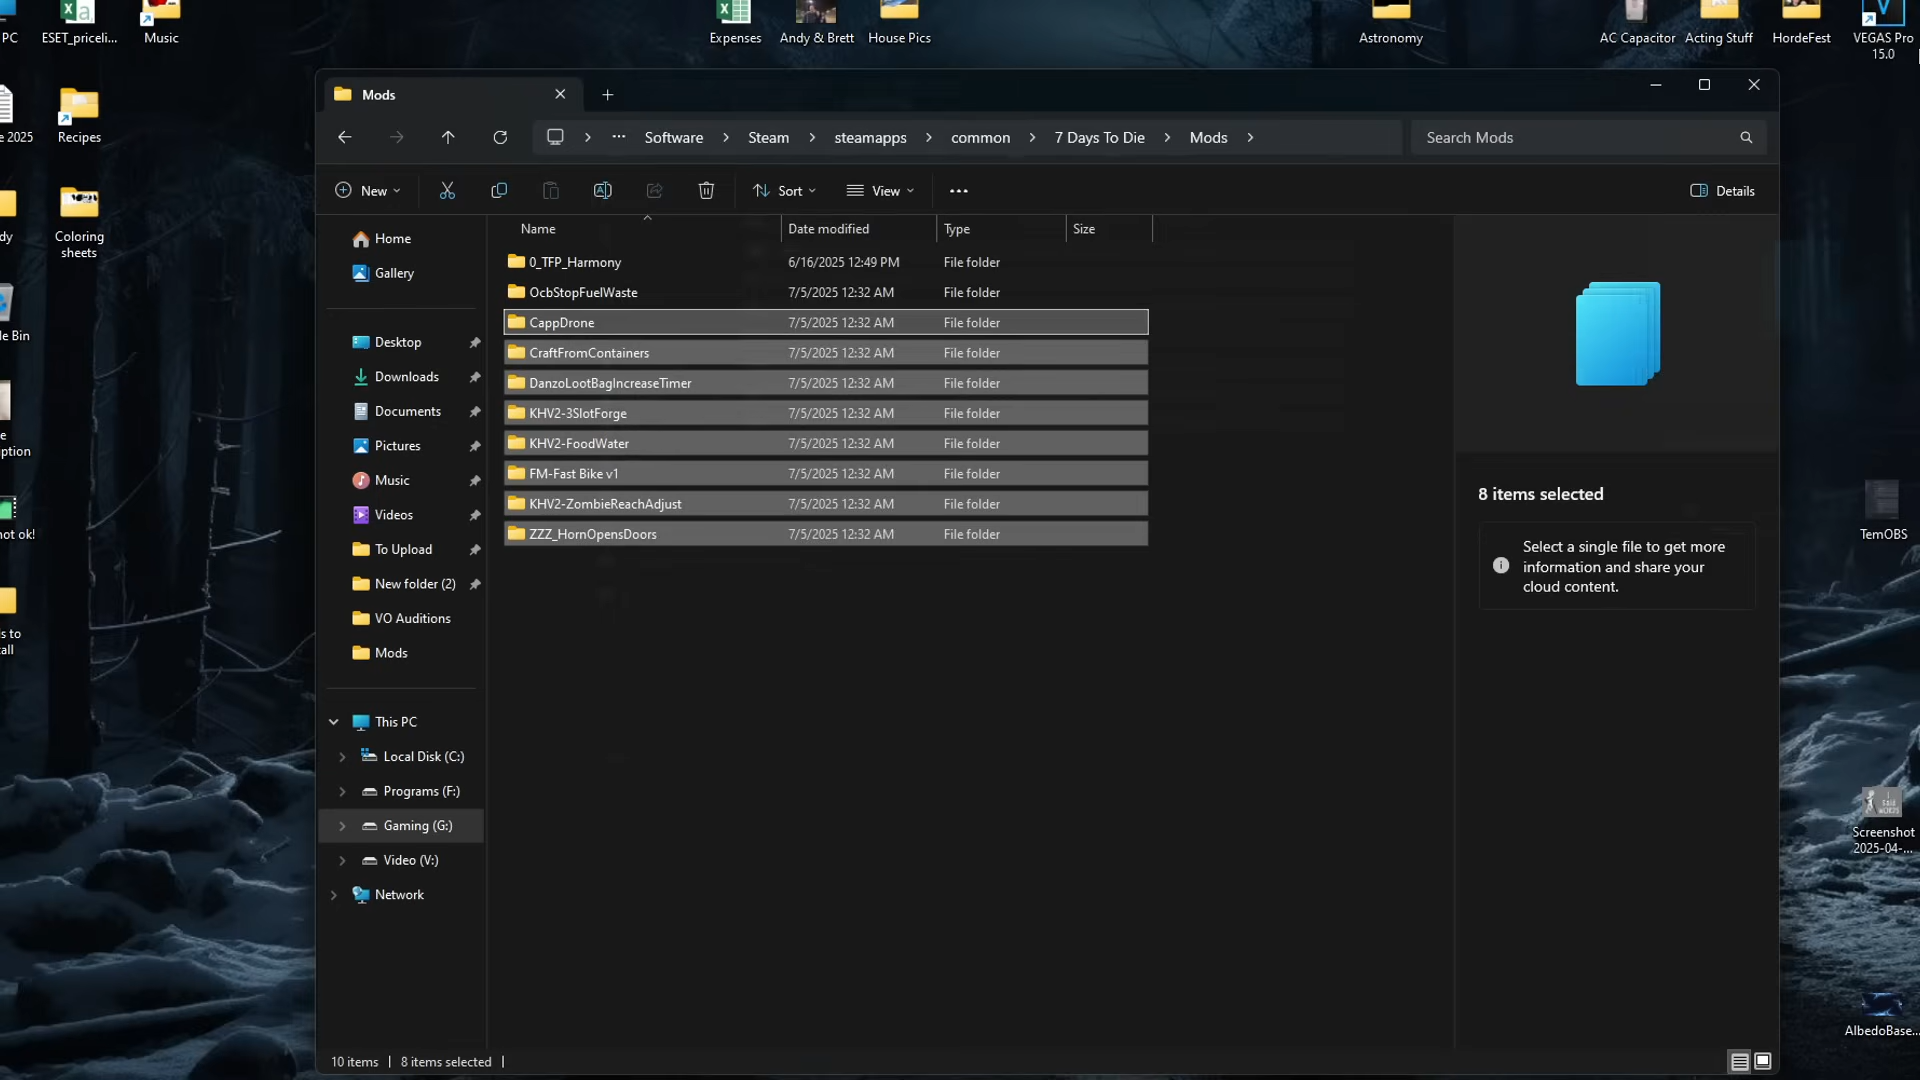 PC
ESET_priceli...
Music
Expenses
Andy & Brett
House Pics
Astronomy
AC Capacitor
Acting Stuff
HordeFest
VEGAS Pro
15.0
e 2025
Recipes
dy
Coloring
sheets
le Bin
e
ption
not ok!
ls to
all
TemOBS
I
SAID
WORDS
Screenshot
2025-04-...
AlbedoBase...
Mods
Software
Steam
steamapps
common
7 Days To Die
Mods
Search Mods
New
Sort
View
Details
Home
Gallery
Desktop
Downloads
Documents
Pictures
Music
Videos
To Upload
New folder (2)
VO Auditions
Mods
This PC
Local Disk (C:)
Programs (F:)
Gaming (G:)
Video (V:)
Network
Name Date modified Type Size
0_TFP_Harmony 6/16/2025 12:49 PM File folder
OcbStopFuelWaste 7/5/2025 12:32 AM File folder
CappDrone 7/5/2025 12:32 AM File folder
CraftFromContainers 7/5/2025 12:32 AM File folder
DanzoLootBagIncreaseTimer 7/5/2025 12:32 AM File folder
KHV2-3SlotForge 7/5/2025 12:32 AM File folder
KHV2-FoodWater 7/5/2025 12:32 AM File folder
FM-Fast Bike v1 7/5/2025 12:32 AM File folder
KHV2-ZombieReachAdjust 7/5/2025 12:32 AM File folder
ZZZ_HornOpensDoors 7/5/2025 12:32 AM File folder
8 items selected
Select a single file to get more
information and share your
cloud content.
10 items
8 items selected